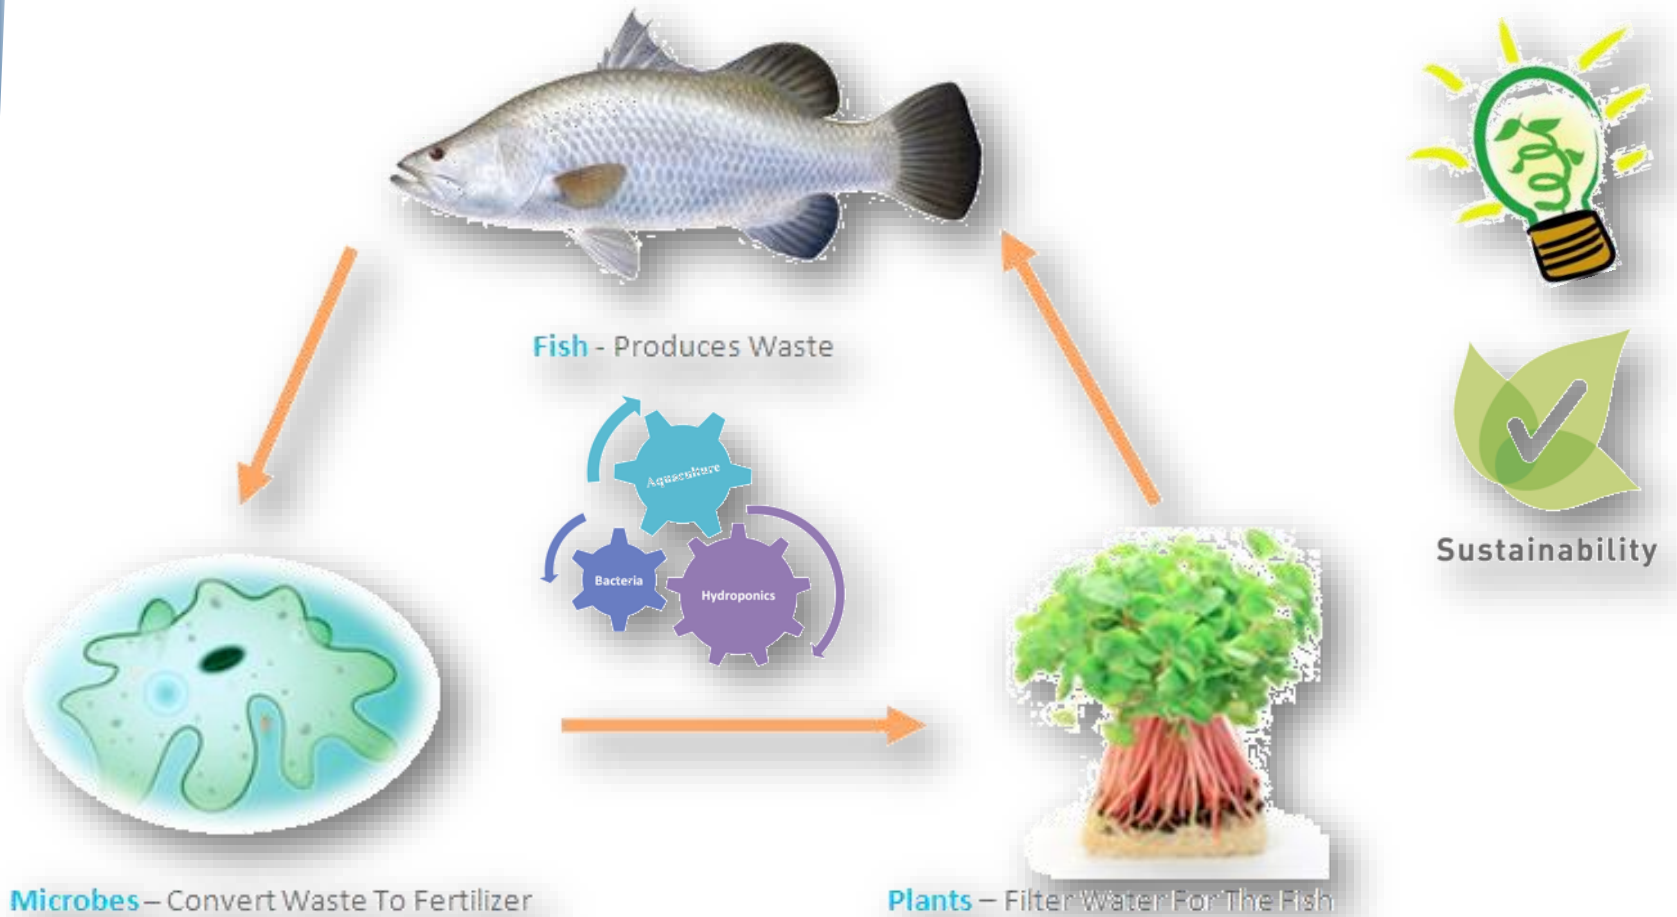 Fish - Produces Waste
Aquaculture
Bacteria
Hydroponics
Sustainability
Microbes – Convert Waste To Fertilizer
Plants – Filter Water For The Fish